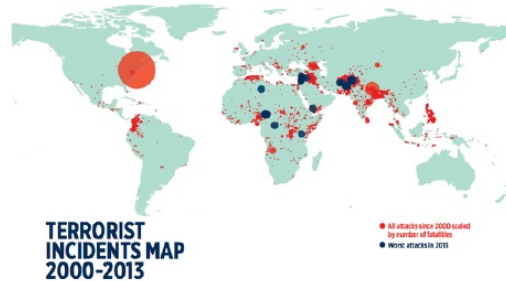 TERRORIST
INCIDENTS MAP
2000-2013
All attacks since 2000 scaled
by number of fatalities
Worst attacks in 2013